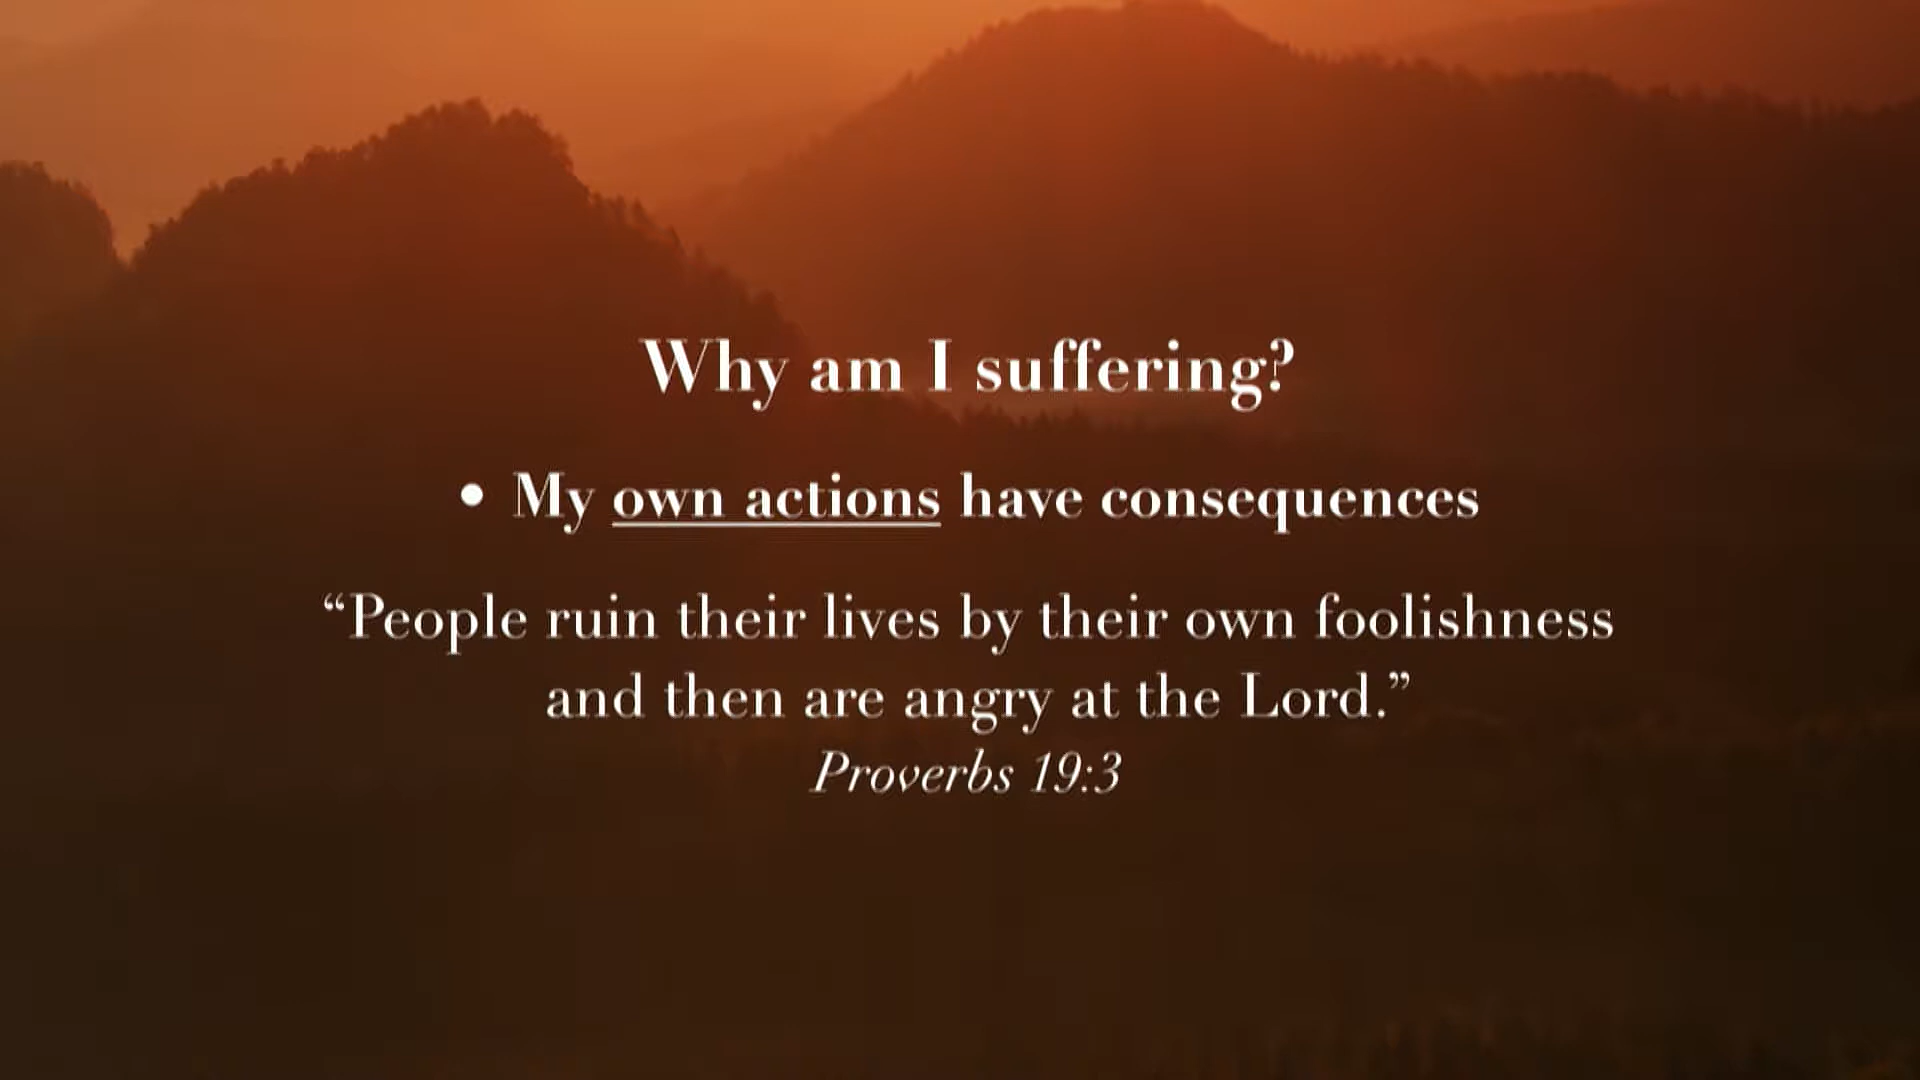 Why am I suffering?
• My own actions have consequences
“People ruin their lives by their own foolishness
and then are angry at the Lord.”
Proverbs 19:3